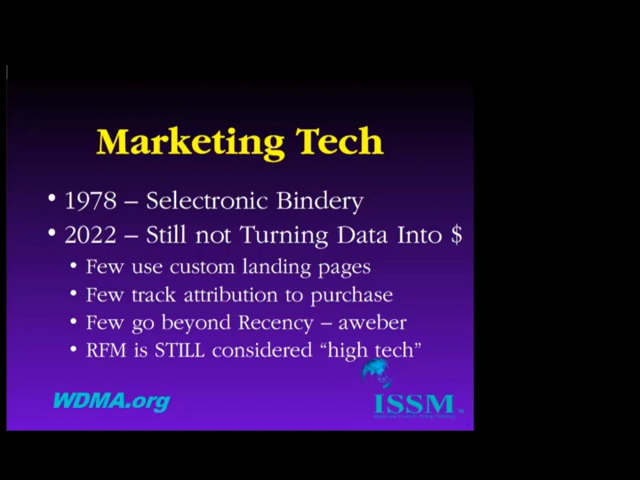 Marketing Tech
• 1978 – Selectronic Bindery
• 2022 – Still not Turning Data Into $
• Few use custom landing pages
• Few track attribution to purchase
• Few go beyond Recency – aweber
• RFM is STILL considered “high tech”
WDMA.org
ISSM